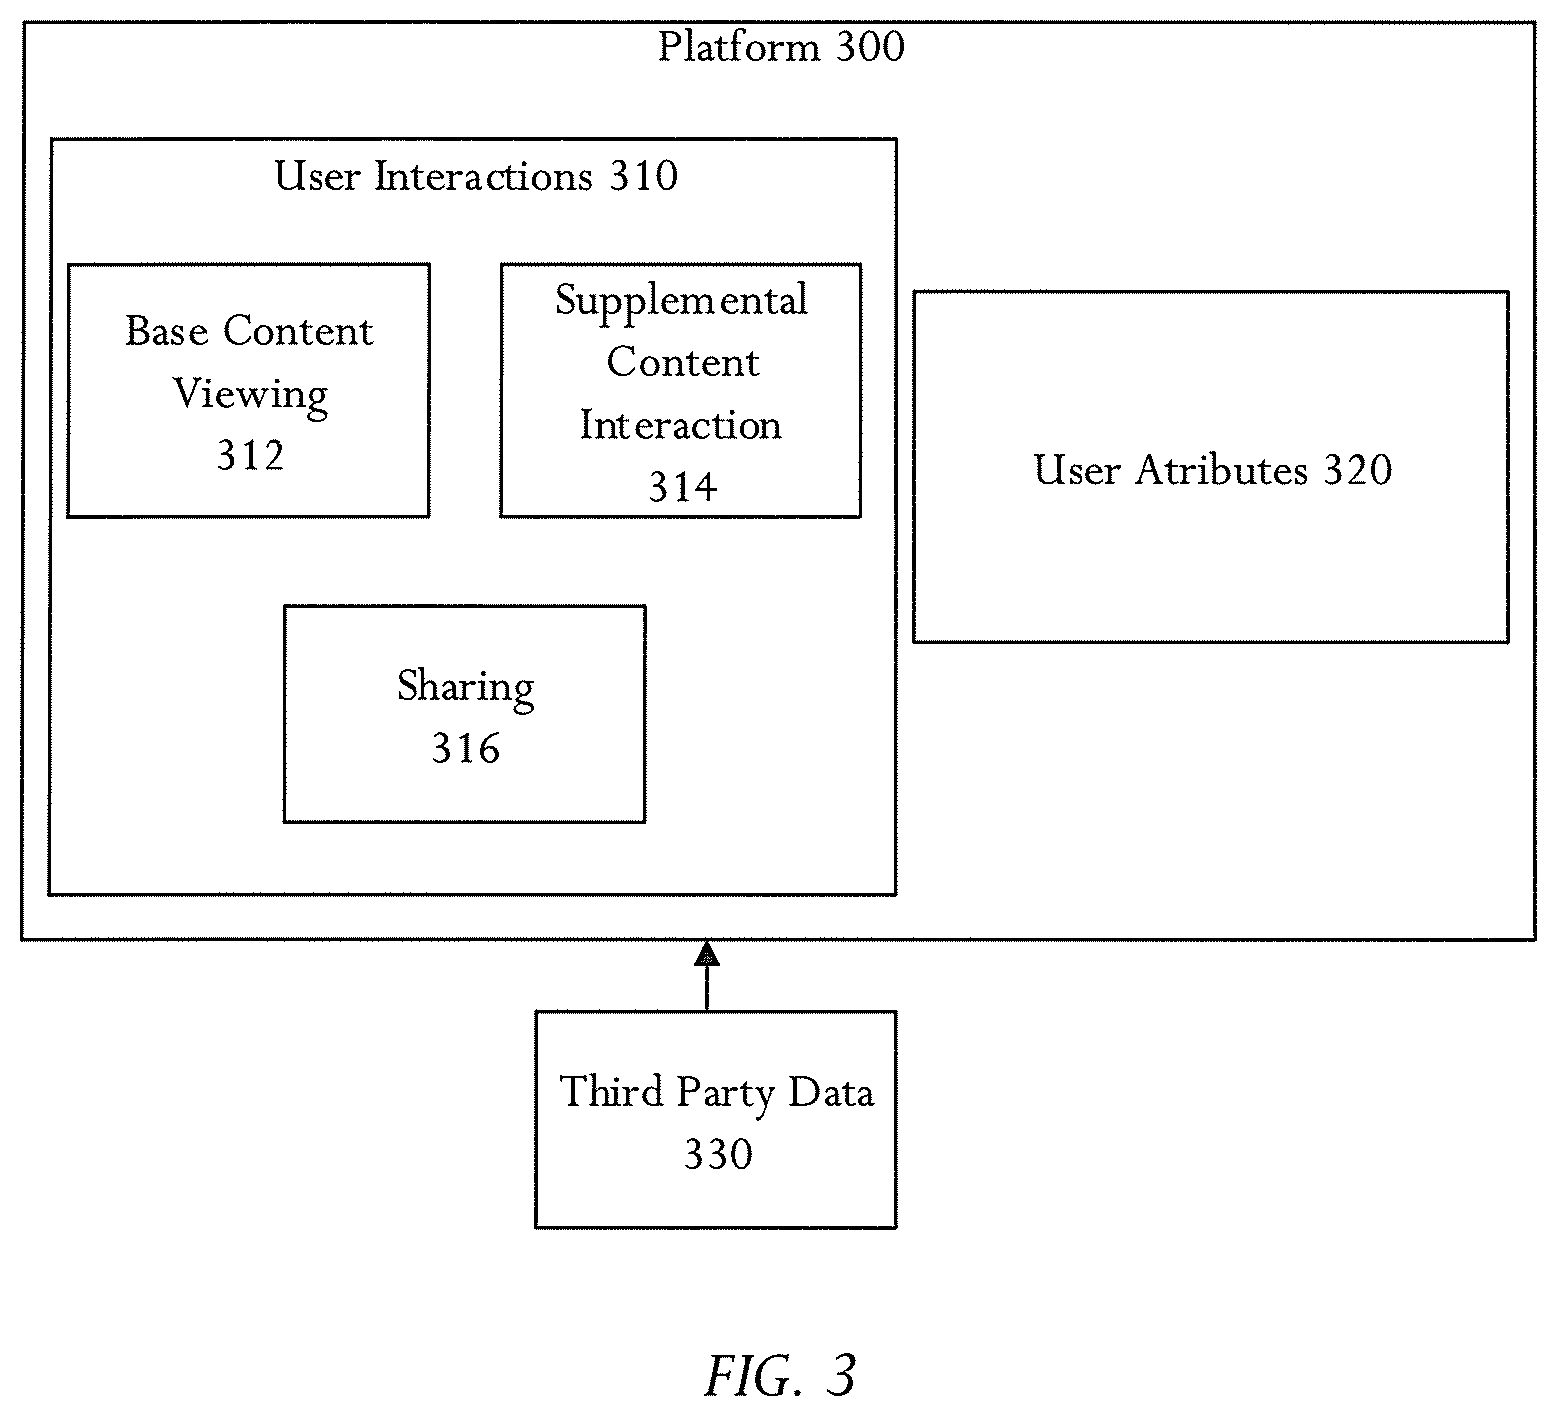 Platform 300
User Interactions 310
Base Content
Viewing
312
Supplemental
Content
Interaction
314
User Atributes 320
Sharing
316
Third Party Data
330
FIG. 3